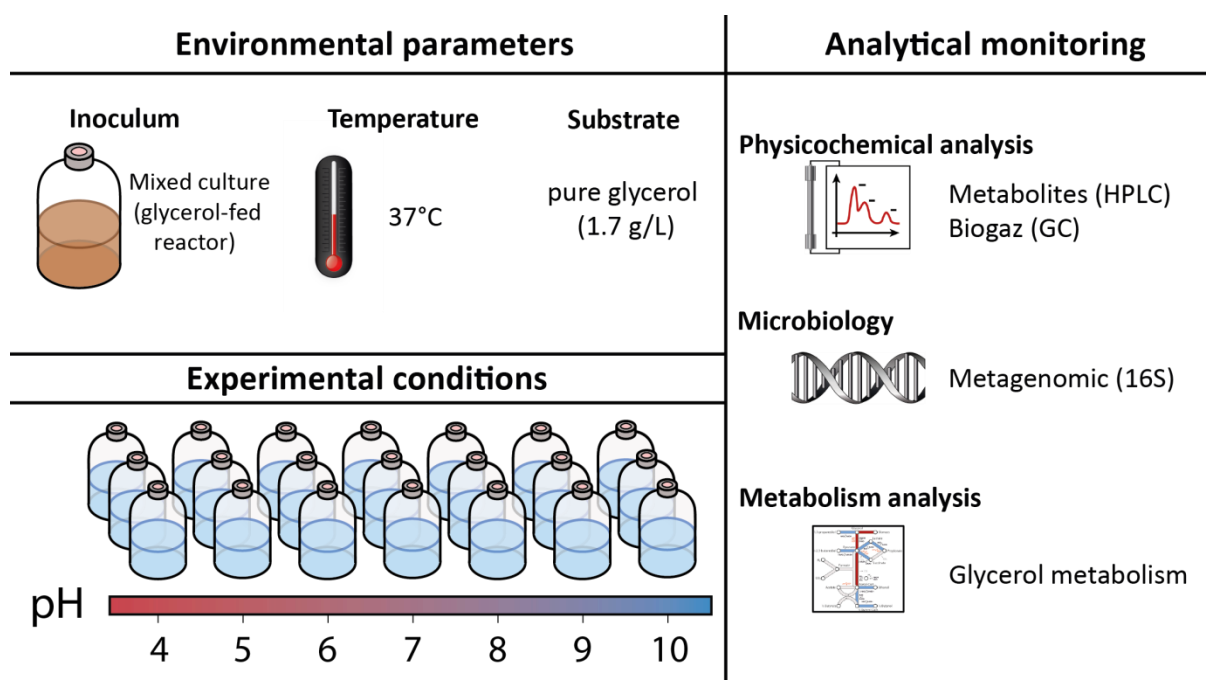 Environmental parameters
Inoculum
Mixed culture
(glycerol-fed
reactor)
Temperature
37°C
Substrate
pure glycerol
(1.7 g/L)
Experimental conditions
pH
4 5 6 7 8 9 10
Analytical monitoring
Physicochemical analysis
Metabolites (HPLC)
Biogaz (GC)
Microbiology
Metagenomic (16S)
Metabolism analysis
Glycerol metabolism